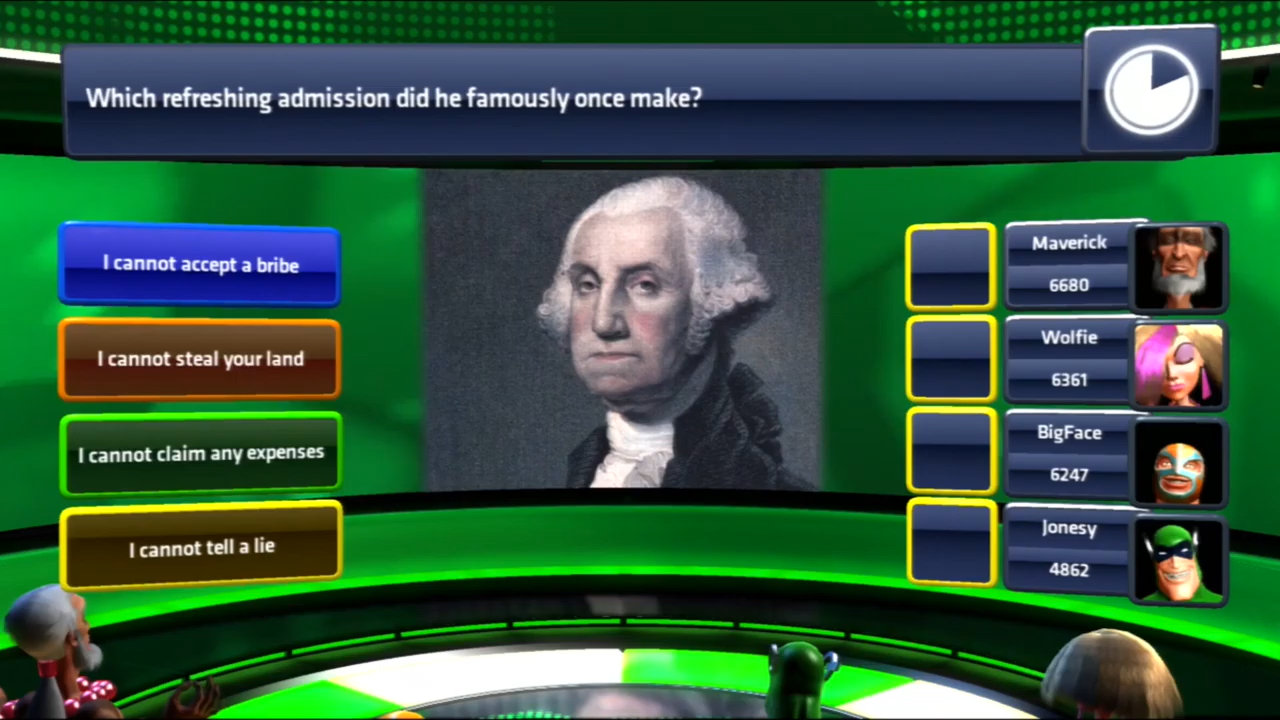 Which refreshing admission did he famously once make?
I cannot accept a bribe
I cannot steal your land
I cannot claim any expenses
I cannot tell a lie
Maverick
6680
Wolfie
6361
BigFace
6247
Jonesy
4862